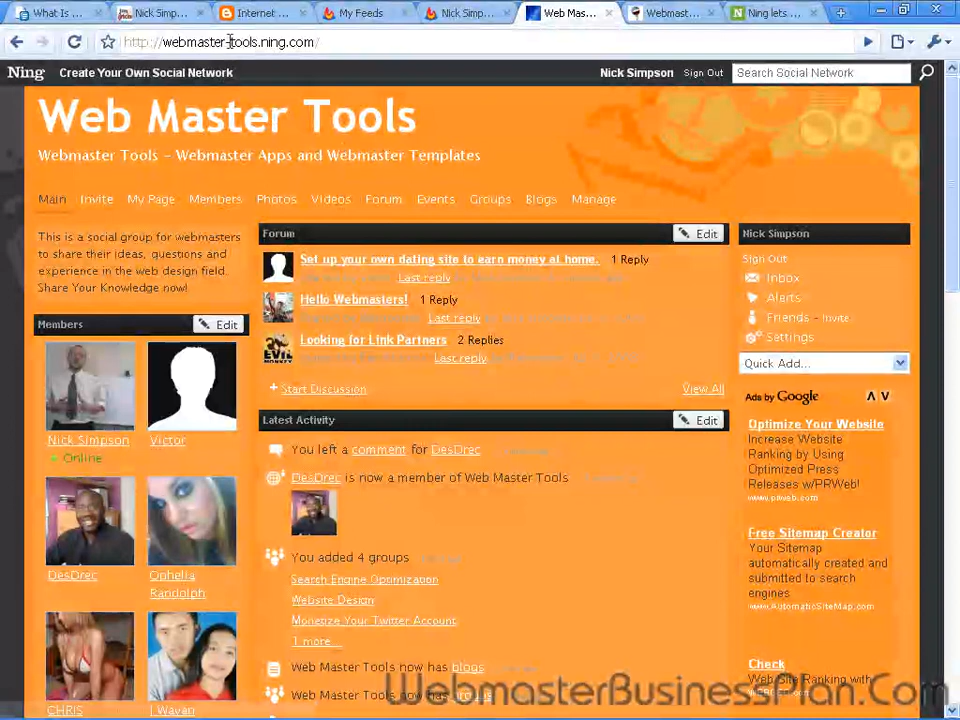 What Is ...
Nick Simp...
Internet ...
My Feeds
Nick Simp...
Web Mas...
Webmast...
Ning lets ...
http://webmaster-tools.ning.com/
Ning Create Your Own Social Network
Nick Simpson Sign Out Search Social Network
Web Master Tools
Webmaster Tools – Webmaster Apps and Webmaster Templates
Main Invite My Page Members Photos Videos Forum Events Groups Blogs Manage
This is a social group for webmasters
to share their ideas, questions and
experience in the web design field.
Share Your Knowledge now!
Members Edit
Nick Simpson
Online
Victor
DesDrec
Ophelia
Randolph
CHRIS
I Wayan
Forum Edit
Set up your own dating site to earn money at home. 1 Reply
Last reply
Hello Webmasters! 1 Reply
Last reply
Looking for Link Partners 2 Replies
Last reply
+ Start Discussion View All
Latest Activity Edit
You left a comment for DesDrec
DesDrec is now a member of Web Master Tools
You added 4 groups
Search Engine Optimization
Website Design
Monetize Your Twitter Account
1 more...
Web Master Tools now has blogs
Web Master Tools now has groups
Nick Simpson
Sign Out
Inbox
Alerts
Friends - Invite
Settings
Quick Add...
Ads by Google
Optimize Your Website
Increase Website
Ranking by Using
Optimized Press
Releases w/PRWeb!
www.prweb.com
Free Sitemap Creator
Your Sitemap
automatically created and
submitted to search
engines
www.AutomaticSiteMap.com
Check
Web Site Ranking with
WebmasterBusinessPlan.Com